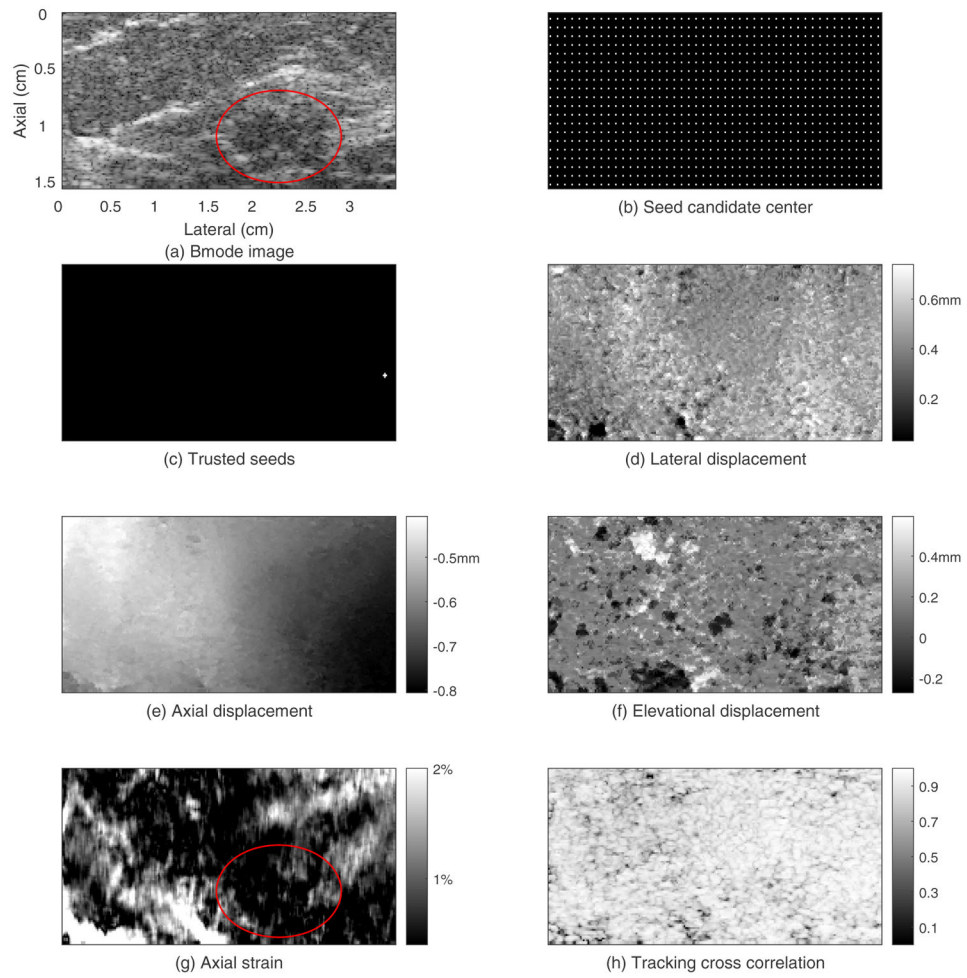 0
0.5
1
1.5
Axial (cm)
0 0.5 1 1.5 2 2.5 3
Lateral (cm)
(a) Bmode image
(b) Seed candidate center
(c) Trusted seeds
0.6mm
0.4
0.2
(d) Lateral displacement
-0.5mm
-0.6
-0.7
-0.8
(e) Axial displacement
0.4mm
0.2
0
-0.2
(f) Elevational displacement
2%
1%
(g) Axial strain
0.9
0.7
0.5
0.3
0.1
(h) Tracking cross correlation